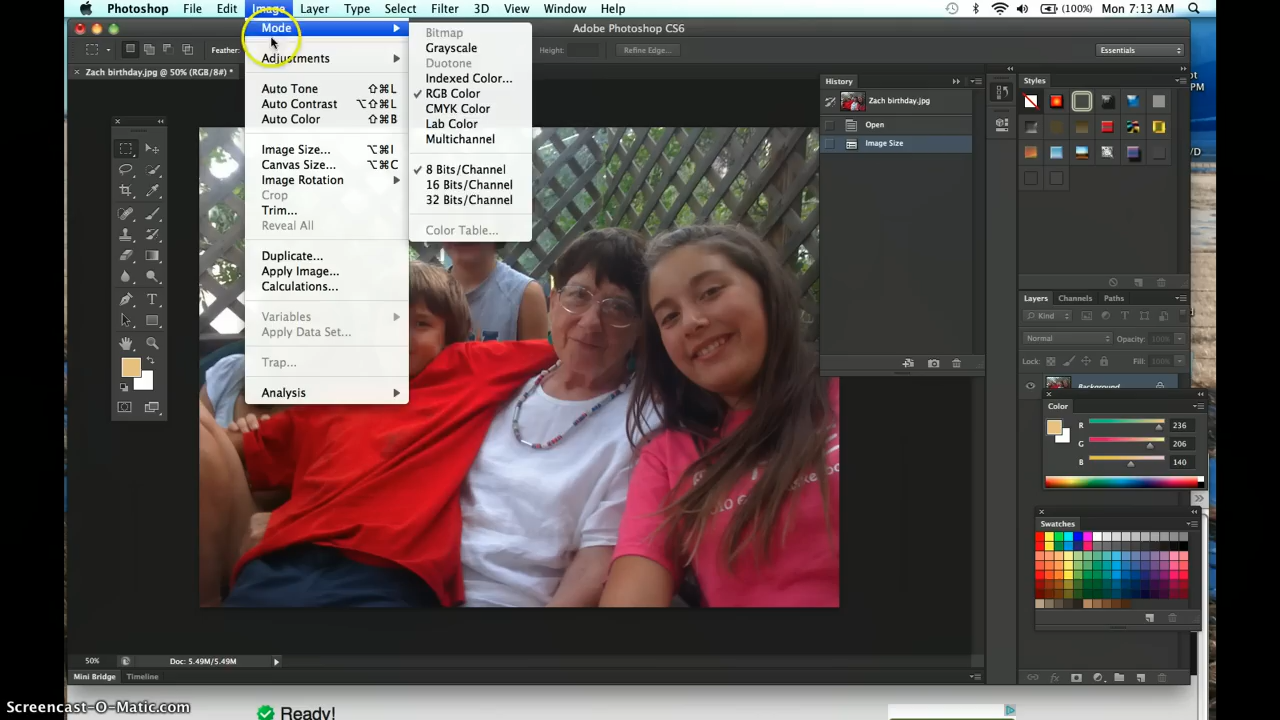 Photoshop File Edit Image Layer Type Select Filter 3D View Window Help (100%) Mon 7:13 AM
Adobe Photoshop CS6
Feather: Height: Refine Edge... Essentials
Zach birthday.jpg @ 50% (RGB/8#) *
Mode
Adjustments
Auto Tone ⇧⌘L
Auto Contrast ⌥⇧⌘L
Auto Color ⇧⌘B
Image Size... ⌥⌘I
Canvas Size... ⌥⌘C
Image Rotation
Crop
Trim...
Reveal All
Duplicate...
Apply Image...
Calculations...
Variables
Apply Data Set...
Trap...
Analysis
Bitmap
Grayscale
Duotone
Indexed Color...
RGB Color
CMYK Color
Lab Color
Multichannel
8 Bits/Channel
16 Bits/Channel
32 Bits/Channel
Color Table...
History
Zach birthday.jpg
Open
Image Size
Styles
Layers Channels Paths
Kind
Normal Opacity: 100%
Lock: Fill: 100%
Background
Color
R 236
G 206
B 140
Swatches
50% Doc: 5.49M/5.49M
Mini Bridge Timeline
Screencast-O-Matic.com
Ready!